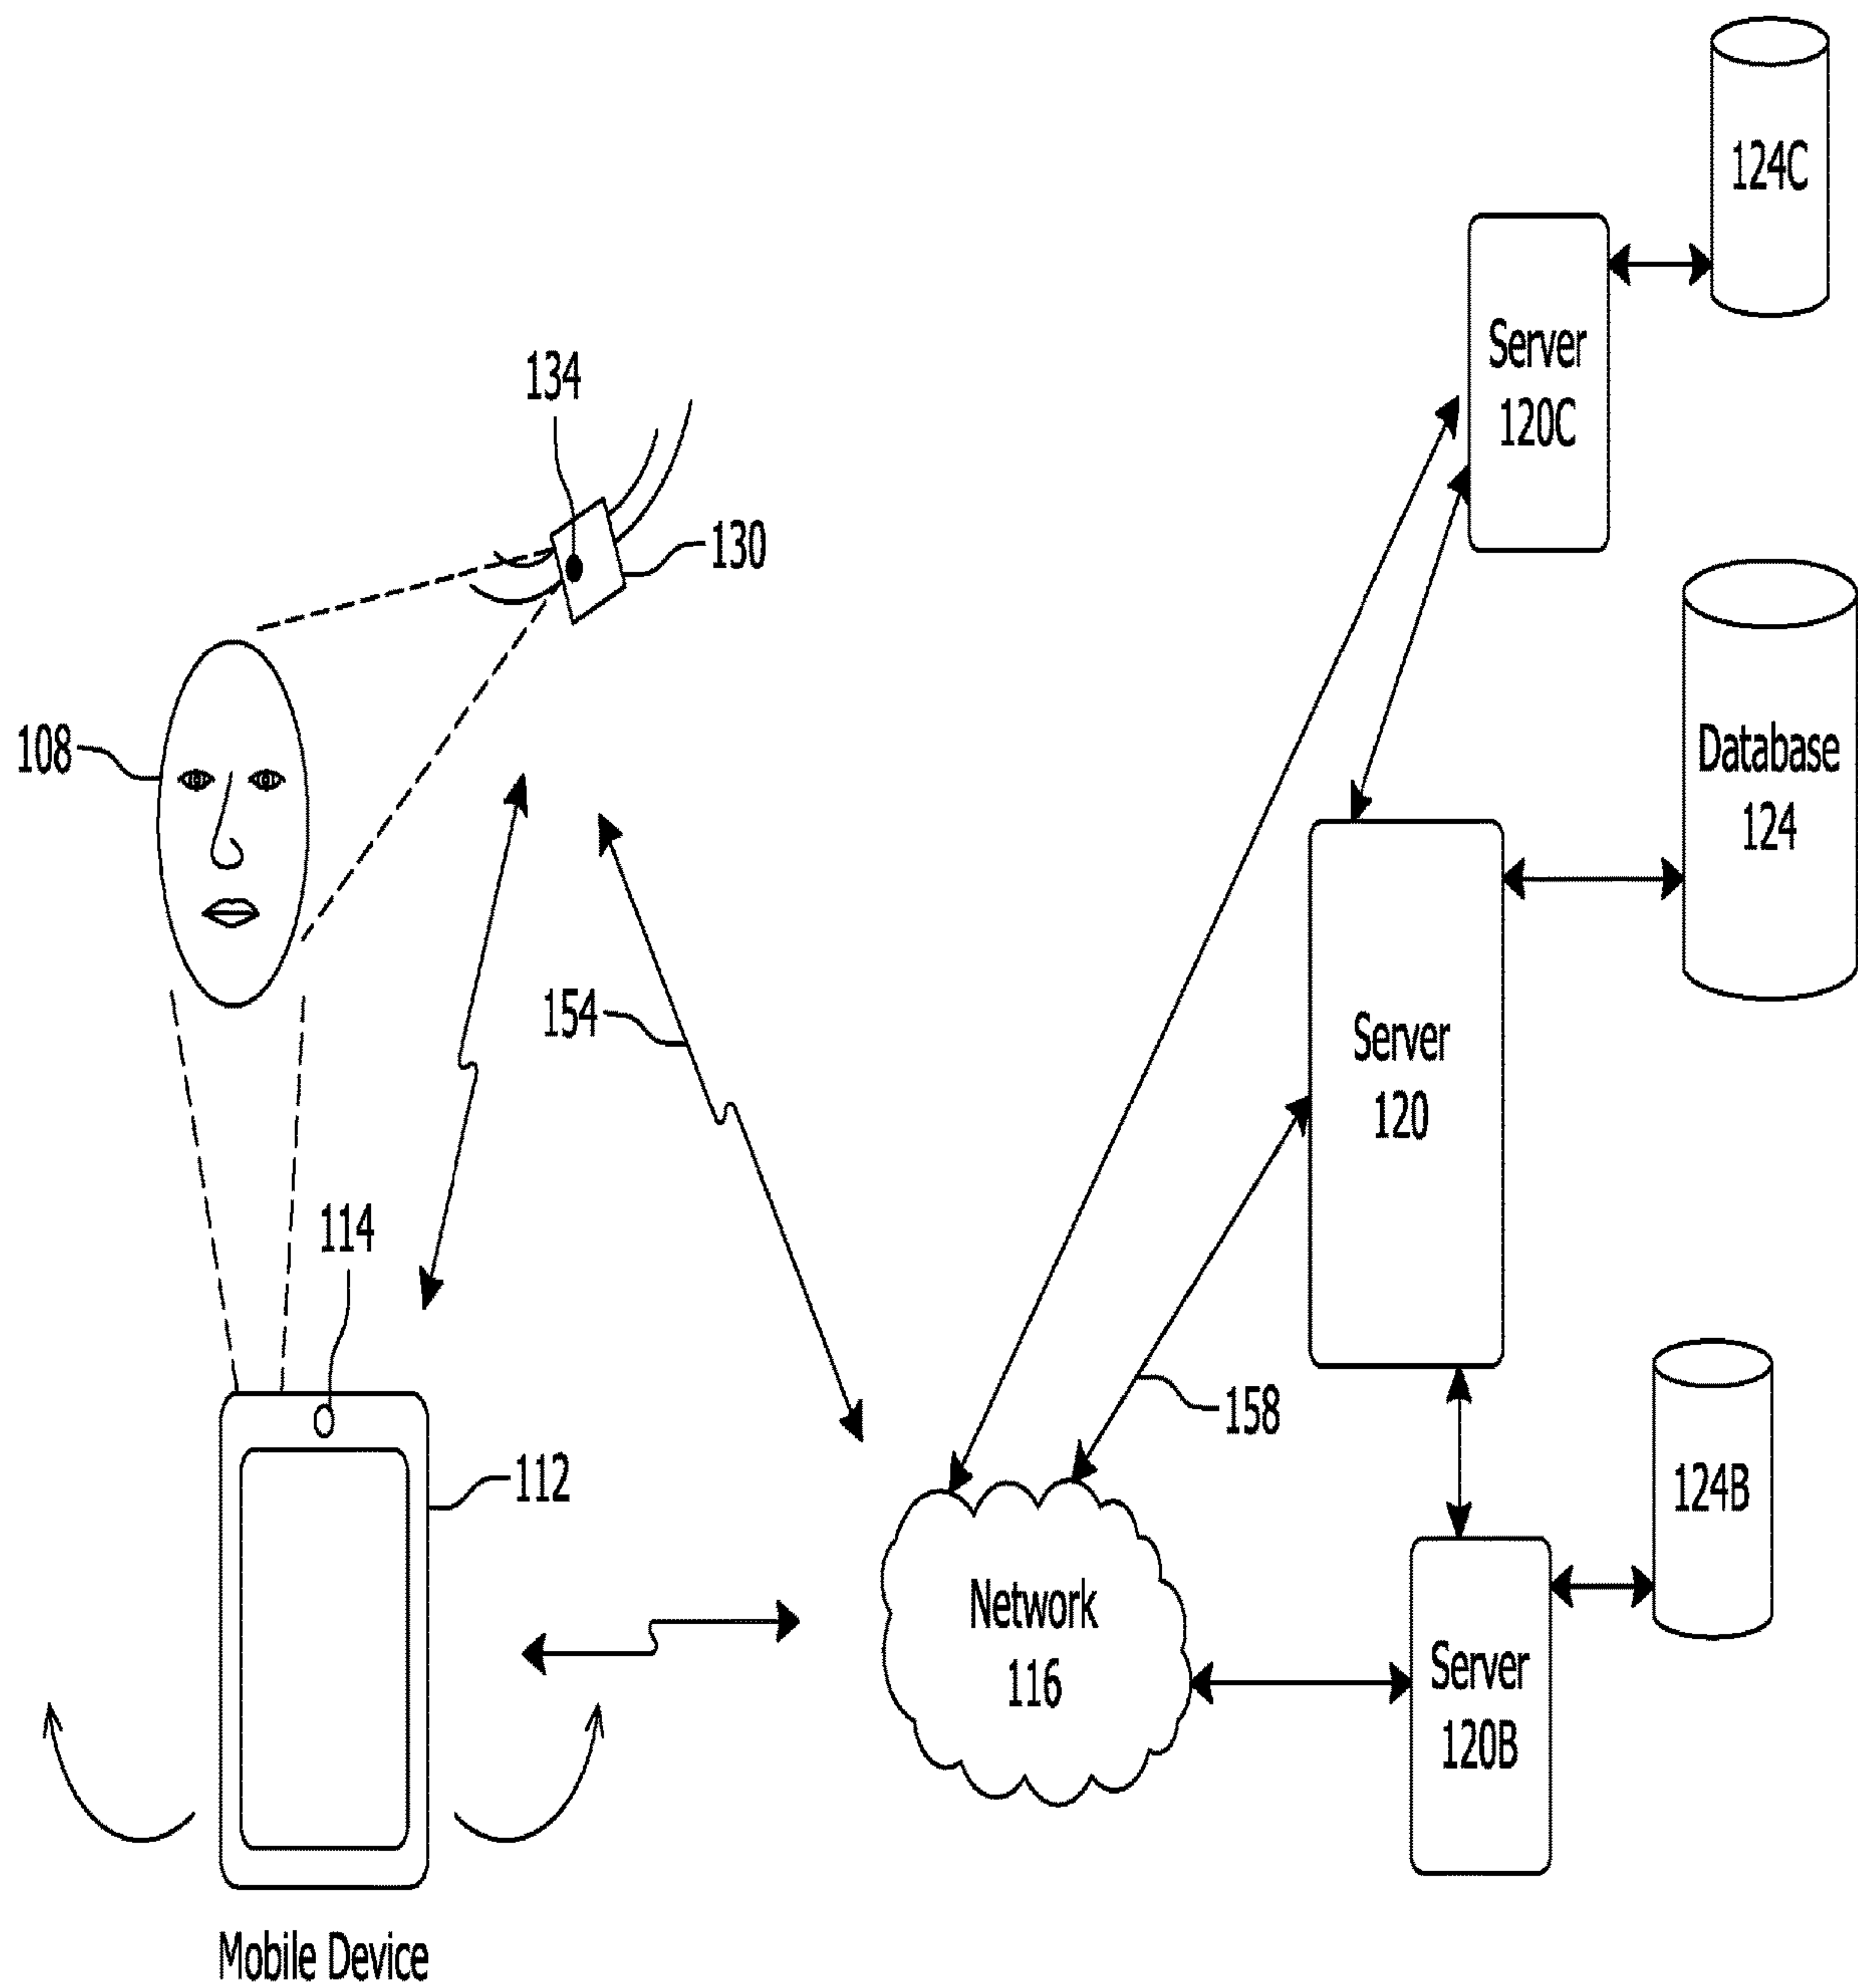 124C
Server
120C
134
130
108
Database
124
154
Server
120
114
158
112
124B
Network
116
Server
120B
Mobile Device